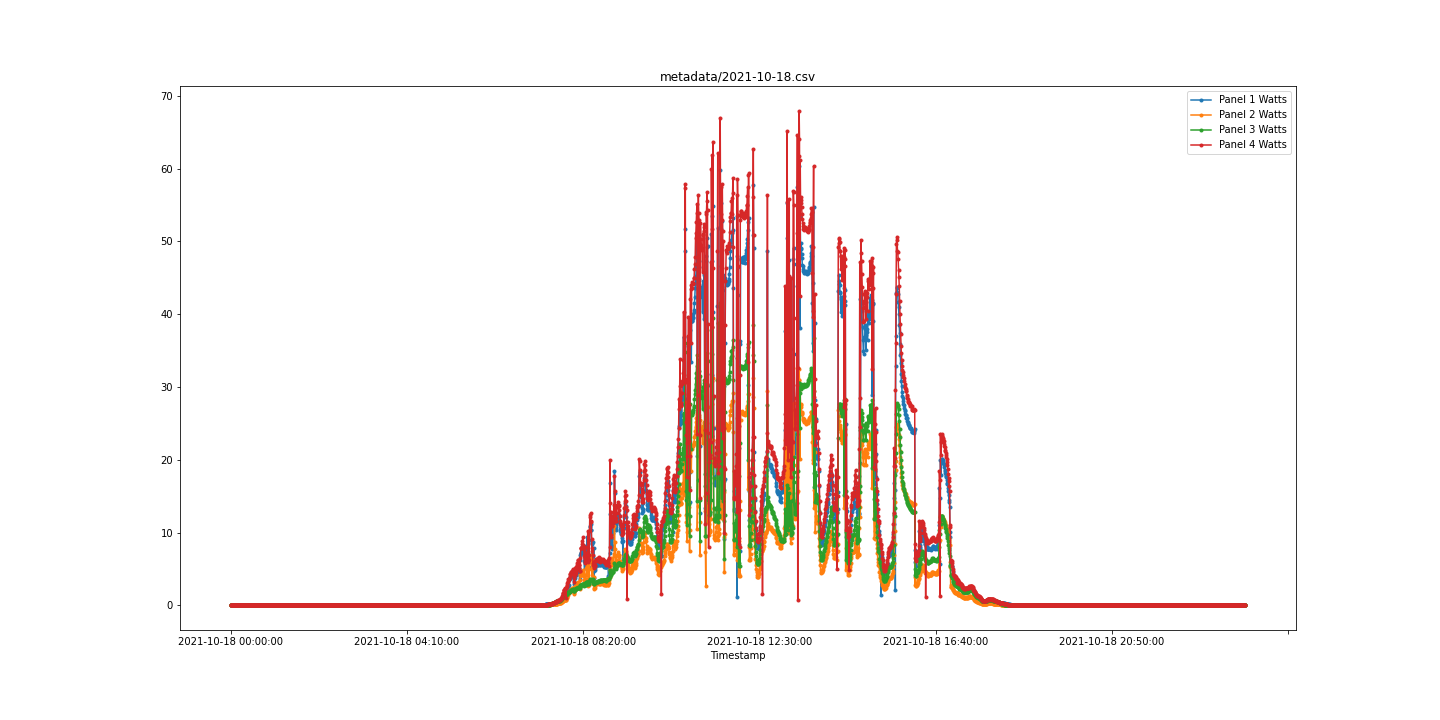 metadata/2021-10-18.csv
Panel 1 Watts
Panel 2 Watts
Panel 3 Watts
Panel 4 Watts
70
60
50
40
30
20
10
0
2021-10-18 00:00:00 2021-10-18 04:10:00 2021-10-18 08:20:00 2021-10-18 12:30:00 2021-10-18 16:40:00 2021-10-18 20:50:00
Timestamp